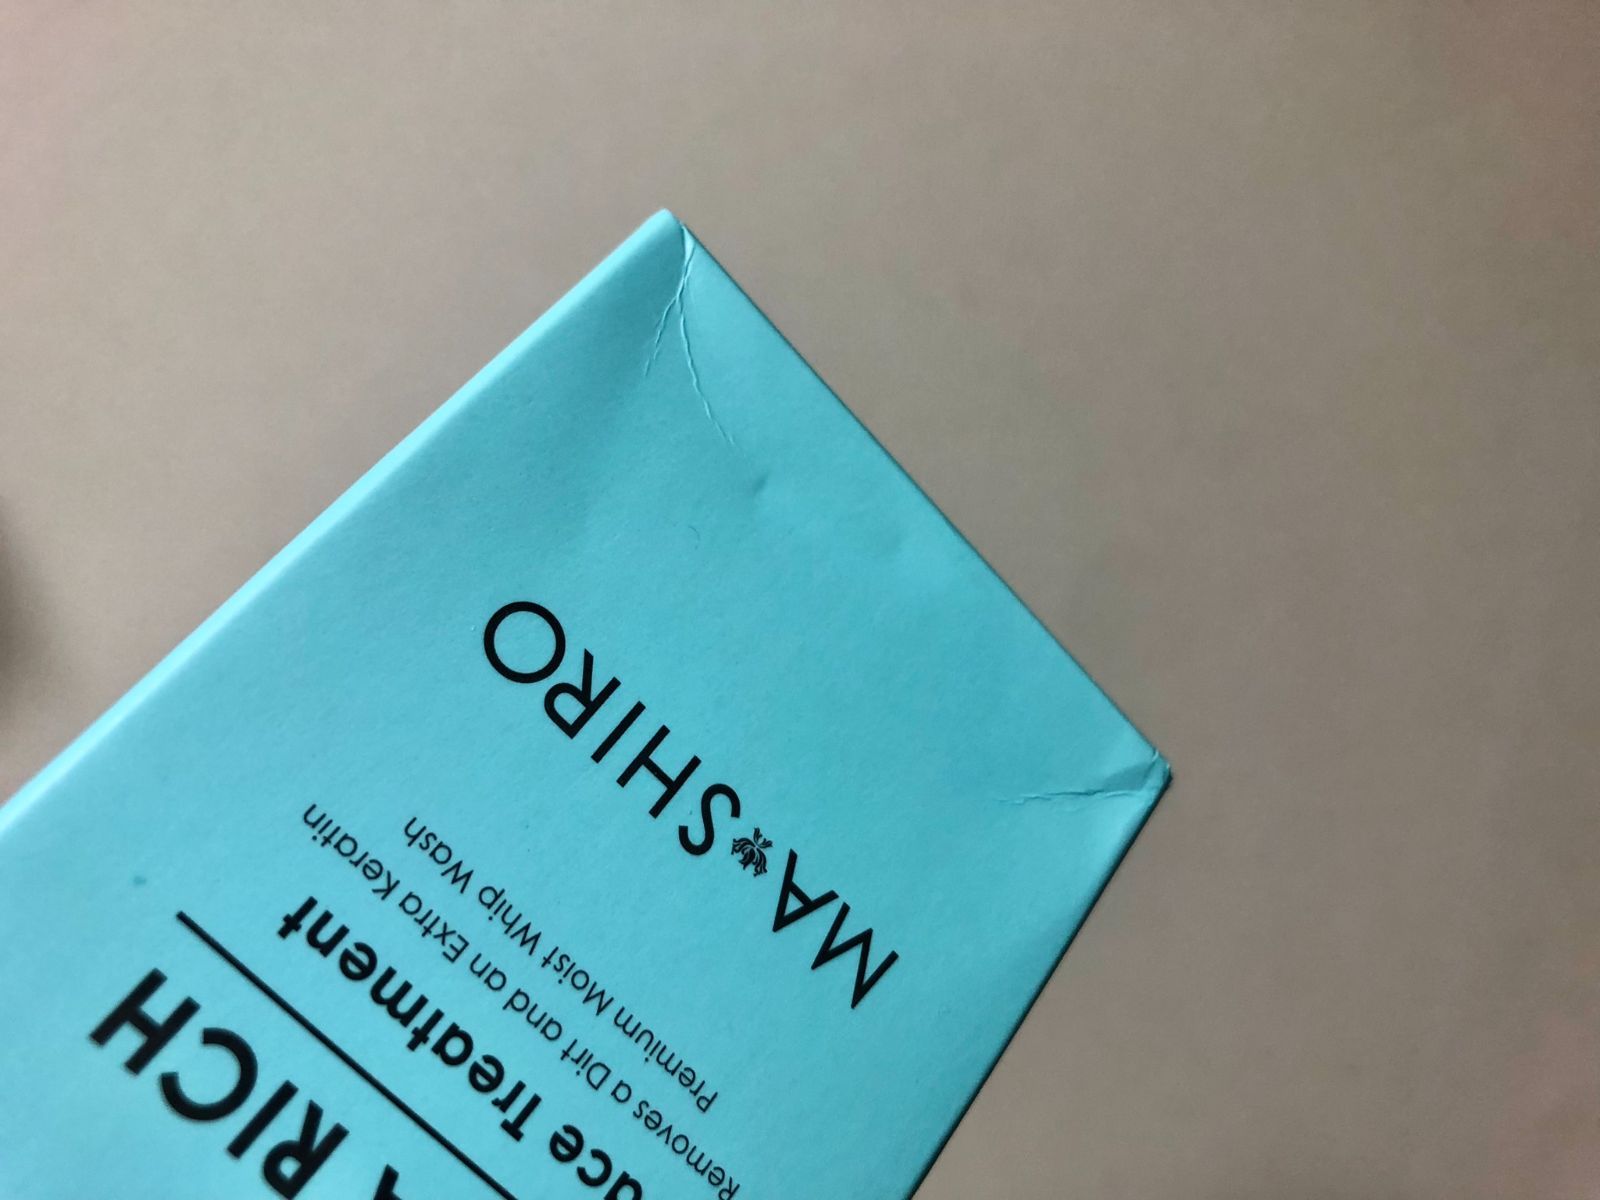 RICH
Treatment
Removes a Dirt and an Extra Keratin
Premium Moist Whip Wash
MA SHIRO